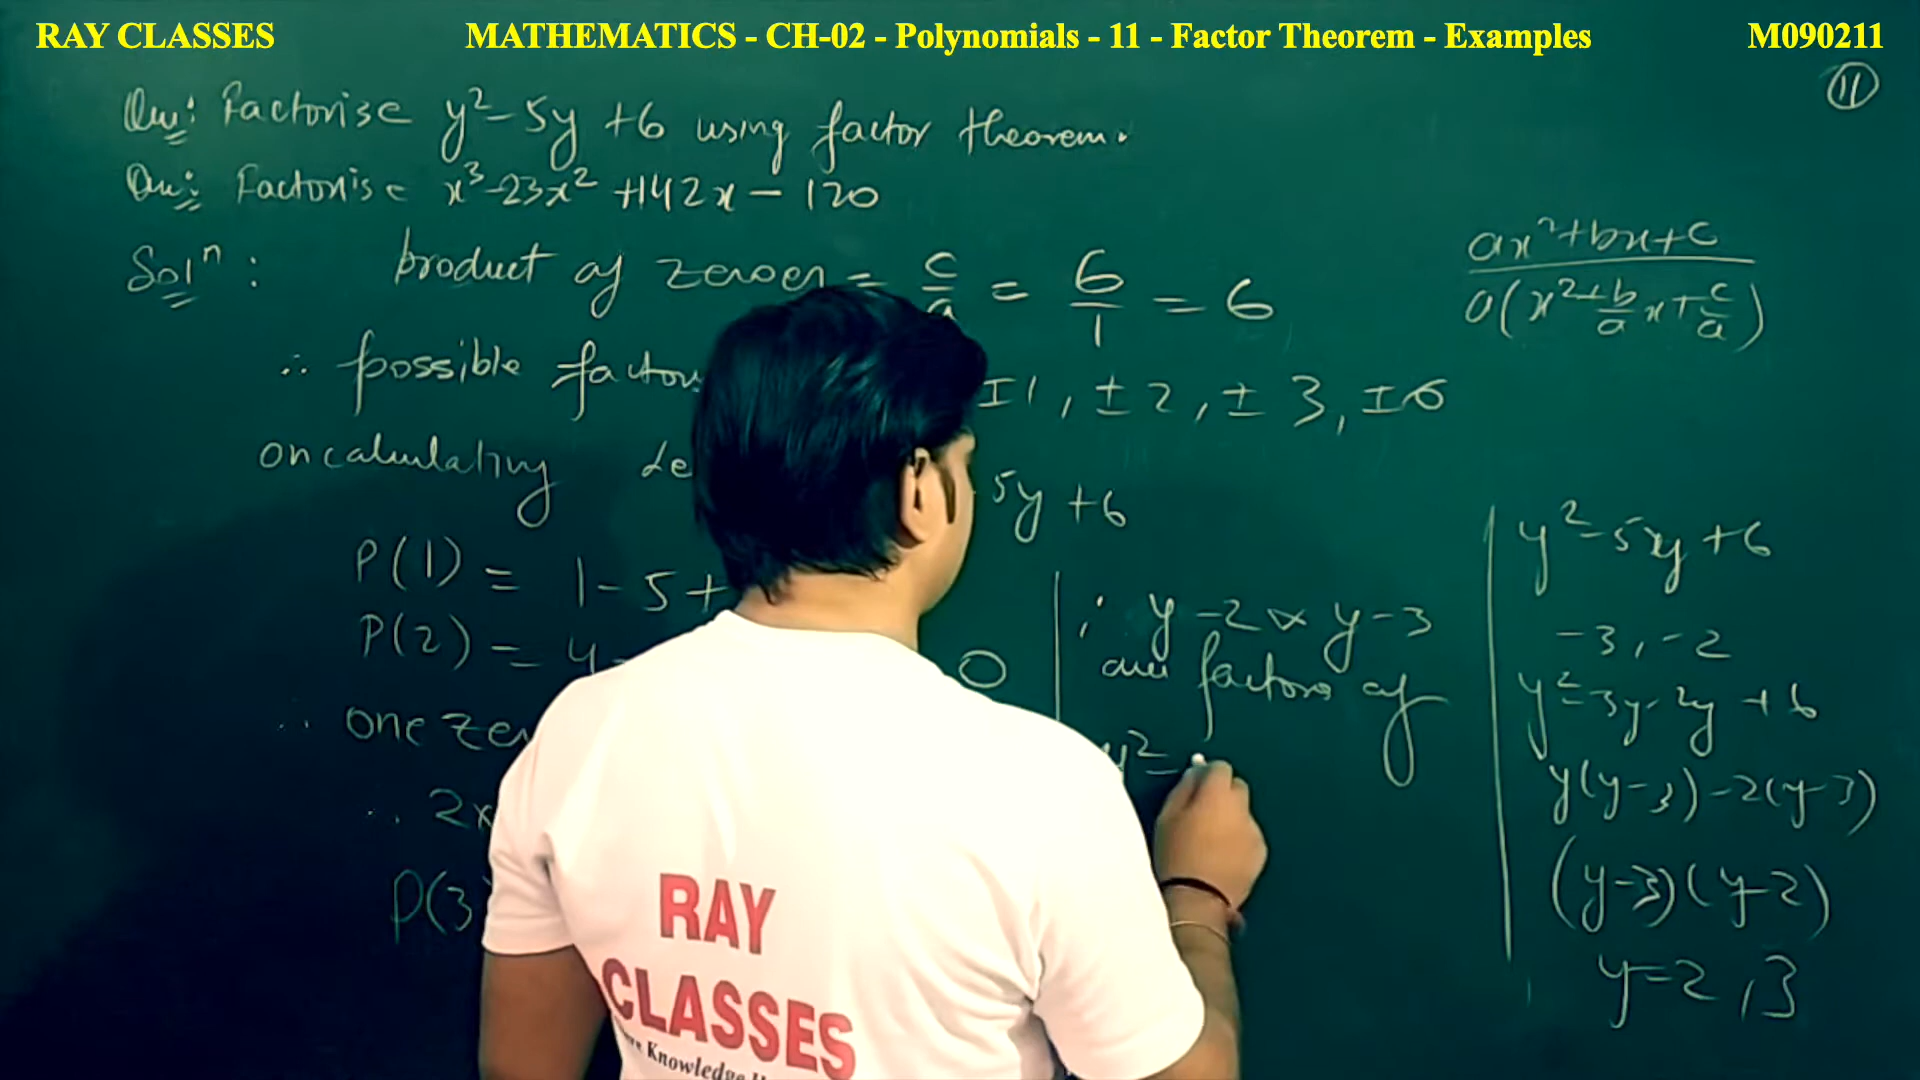 RAY CLASSES MATHEMATICS - CH-02 - Polynomials - 11 - Factor Theorem - Examples M090211
11
Qu: Factorise y² - 5y + 6 using factor theorem.
Qu: Factorise x³ - 23x² + 142x - 120
Solⁿ: product of zeroes = c/a = 6/1 = 6
∴ possible factors ±1, ±2, ±3, ±6
on calculating 5y + 6
P(1) = 1 - 5 +
P(2) = 4 - 0
∴ one
∴ 2x
P(3
: y - 2 & y - 3
are factors of
y² -
ax² + bx + c
a(x² + b/a x + c/a)
y² - 5y + 6
-3, -2
y² - 3y - 2y + 6
y(y-3) - 2(y-3)
(y-3)(y-2)
y = 2, 3
RAY
CLASSES
Knowledge